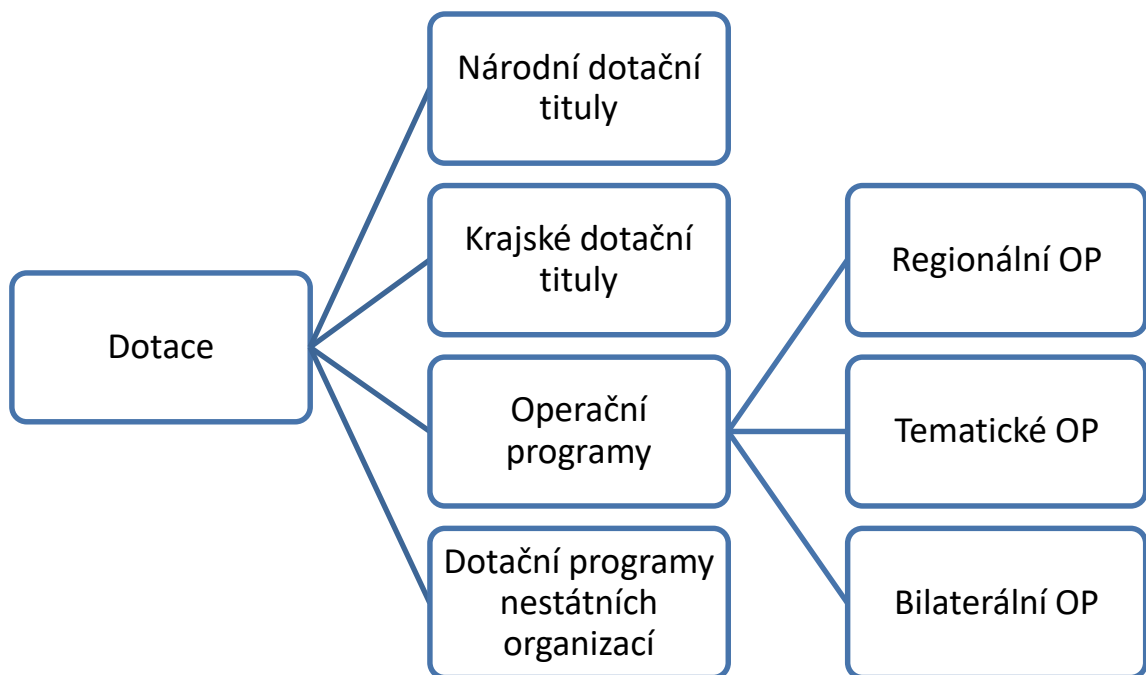 Dotace
Národní dotační
tituly
Krajské dotační
tituly
Operační
programy
Regionální OP
Tematické OP
Bilaterální OP
Dotační programy
nestátních
organizací